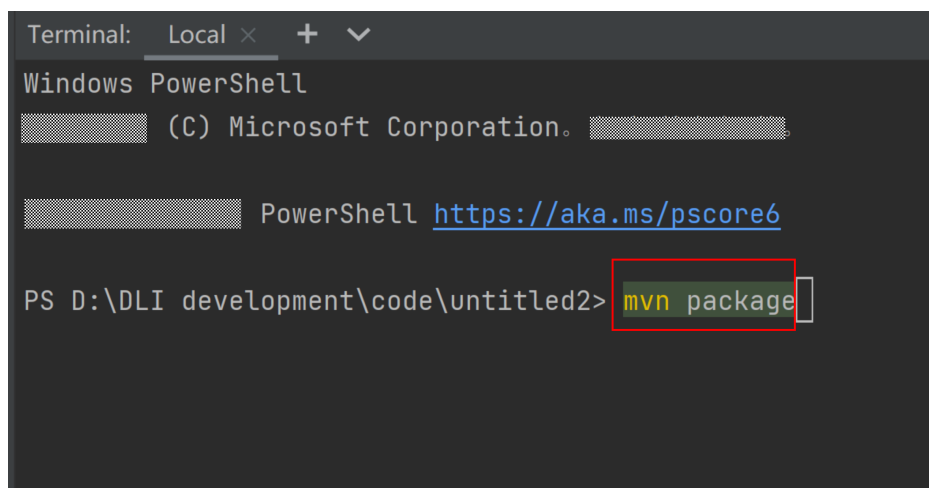 Terminal: Local × + ∨
Windows PowerShell
(C) Microsoft Corporation。 。
PowerShell https://aka.ms/pscore6
PS D:\DLI development\code\untitled2> mvn package